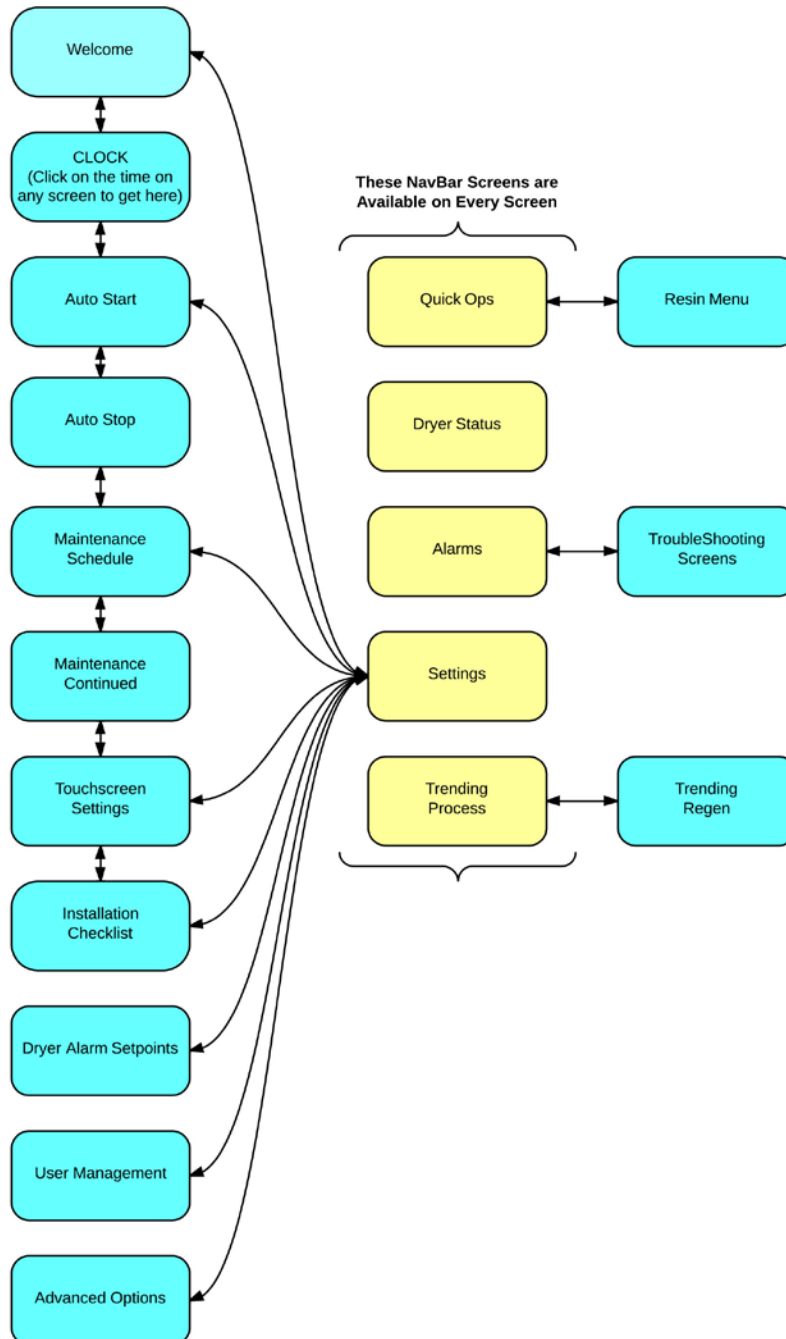 Welcome
CLOCK
(Click on the time on
any screen to get here)
Auto Start
Auto Stop
Maintenance
Schedule
Maintenance
Continued
Touchscreen
Settings
Installation
Checklist
Dryer Alarm Setpoints
User Management
Advanced Options
These NavBar Screens are
Available on Every Screen
Quick Ops
Dryer Status
Alarms
Settings
Trending
Process
Resin Menu
TroubleShooting
Screens
Trending
Regen